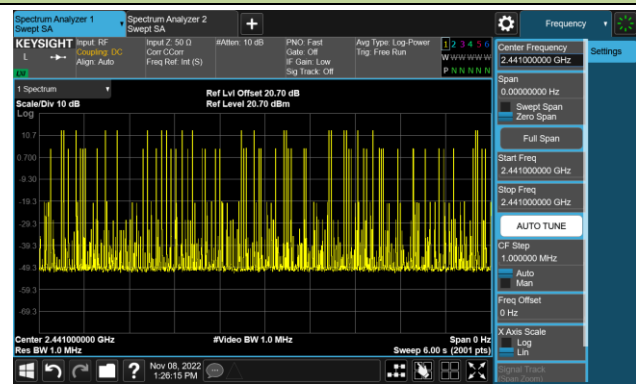 Spectrum Analyzer 1
Swept SA
Spectrum Analyzer 2
Swept SA
Frequency
KEYSIGHT
L
LM
Input: RF
Coupling: DC
Align: Auto
Input Z: 50 Ω
Corr CCorr
Freq Ref: Int (S)
#Atten: 10 dB
PNO: Fast
Gate: Off
IF Gain: Low
Sig Track: Off
Avg Type: Log-Power
Trig: Free Run
1 2 3 4 5 6
W W W W W W
P N N N N N
Center Frequency
2.441000000 GHz
Settings
Span
0.00000000 Hz
Swept Span
Zero Span
Full Span
Start Freq
2.441000000 GHz
Stop Freq
2.441000000 GHz
AUTO TUNE
CF Step
1.000000 MHz
Auto
Man
Freq Offset
0 Hz
X Axis Scale
Log
Lin
Signal Track
(Span Zoom)
1 Spectrum
Scale/Div 10 dB
Log
Ref Lvl Offset 20.70 dB
Ref Level 20.70 dBm
10.7
0.700
-9.30
-19.3
-29.3
-39.3
-49.3
-59.3
-69.3
Center 2.441000000 GHz
Res BW 1.0 MHz
#Video BW 1.0 MHz
Span 0 Hz
Sweep 6.00 s (2001 pts)
?
Nov 08, 2022
1:26:15 PM